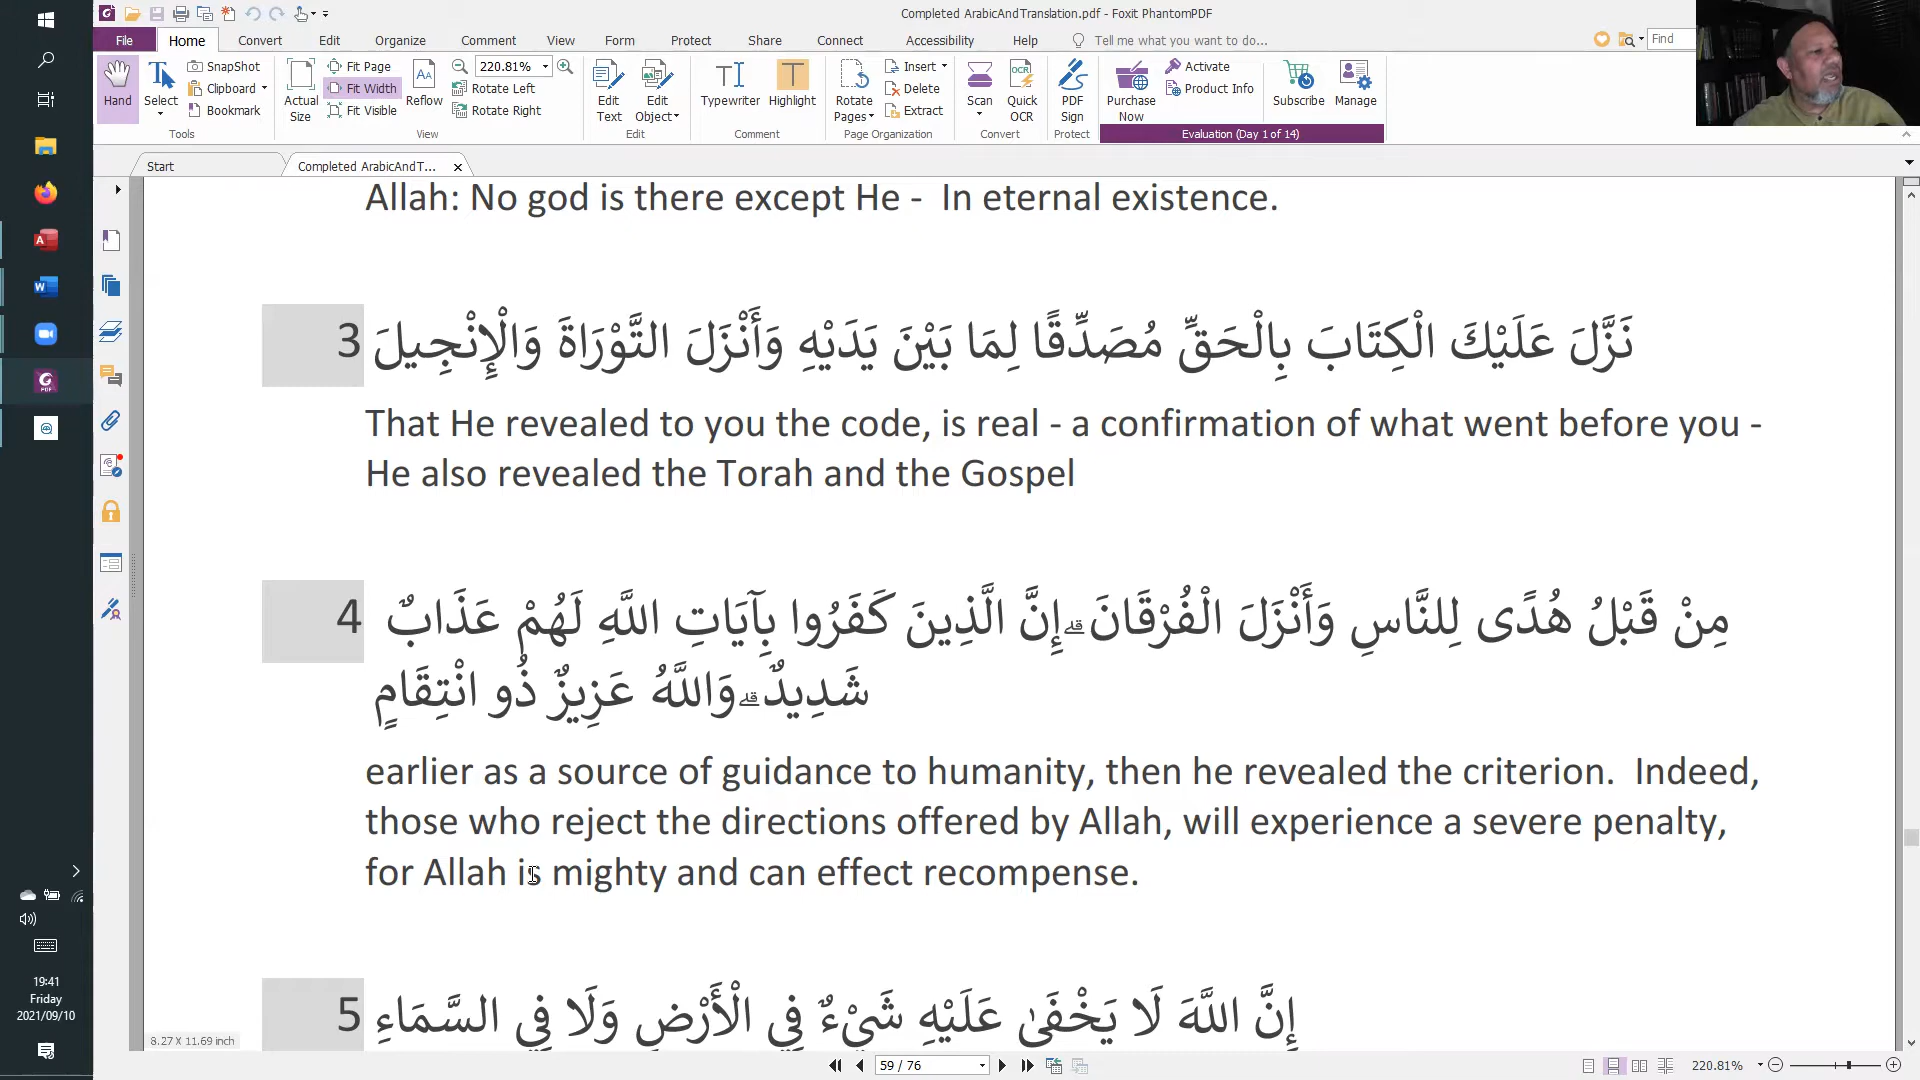 Completed ArabicAndTranslation.pdf - Foxit PhantomPDF
File Home Convert Edit Organize Comment View Form Protect Share Connect Accessibility Help Tell me what you want to do... Find
Hand
Select
SnapShot
Clipboard
Bookmark
Tools
Actual Size
Fit Page
Fit Width
Fit Visible
Reflow
220.81%
Rotate Left
Rotate Right
View
Edit Text
Edit Object
Edit
Typewriter
Highlight
Comment
Rotate Pages
Insert
Delete
Extract
Page Organization
Scan
Quick OCR
Convert
PDF Sign
Protect
Purchase Now
Activate
Product Info
Subscribe
Manage
Evaluation (Day 1 of 14)
Start
Completed ArabicAndT...
Allah: No god is there except He - In eternal existence.
3 نَزَّلَ عَلَيْكَ الْكِتَابَ بِالْحَقِّ مُصَدِّقًا لِمَا بَيْنَ يَدَيْهِ وَأَنْزَلَ التَّوْرَاةَ وَالْإِنْجِيلَ
That He revealed to you the code, is real - a confirmation of what went before you -
He also revealed the Torah and the Gospel
4 مِنْ قَبْلُ هُدًى لِلنَّاسِ وَأَنْزَلَ الْفُرْقَانَ ۗ إِنَّ الَّذِينَ كَفَرُوا بِآيَاتِ اللَّهِ لَهُمْ عَذَابٌ
شَدِيدٌ ۗ وَاللَّهُ عَزِيزٌ ذُو انْتِقَامٍ
earlier as a source of guidance to humanity, then he revealed the criterion. Indeed,
those who reject the directions offered by Allah, will experience a severe penalty,
for Allah is mighty and can effect recompense.
5 إِنَّ اللَّهَ لَا يَخْفَىٰ عَلَيْهِ شَيْءٌ فِي الْأَرْضِ وَلَا فِي السَّمَاءِ
8.27 X 11.69 inch
59 / 76
220.81%
19:41
Friday
2021/09/10